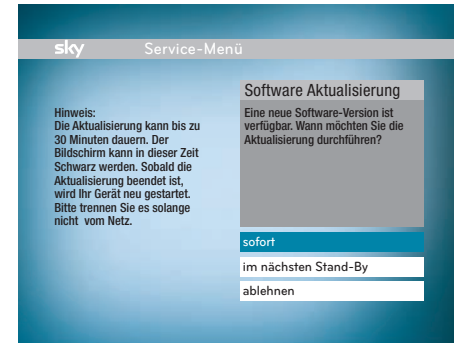 sky Service-Menü
Hinweis:
Die Aktualisierung kann bis zu
30 Minuten dauern. Der
Bildschirm kann in dieser Zeit
Schwarz werden. Sobald die
Aktualisierung beendet ist,
wird Ihr Gerät neu gestartet.
Bitte trennen Sie es solange
nicht vom Netz.
Software Aktualisierung
Eine neue Software-Version ist
verfügbar. Wann möchten Sie die
Aktualisierung durchführen?
sofort
im nächsten Stand-By
ablehnen